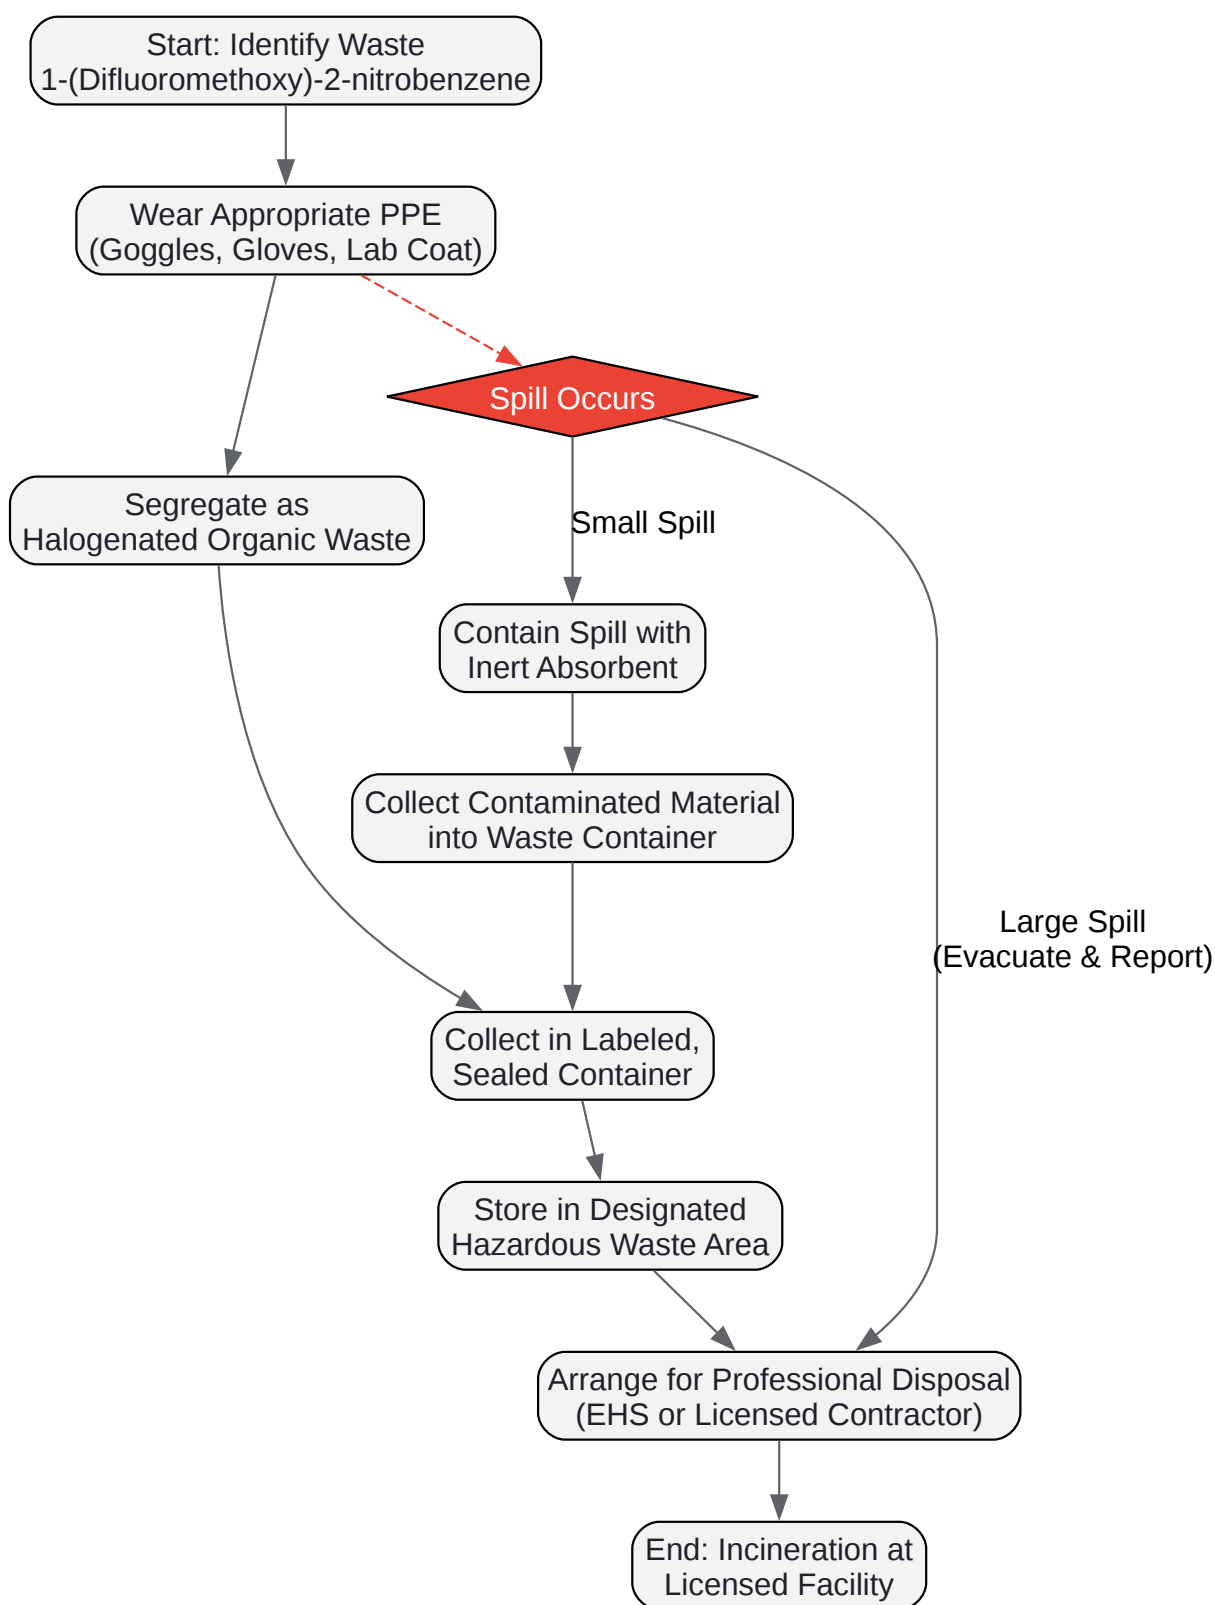 Start: Identify Waste
1-(Difluoromethoxy)-2-nitrobenzene
Wear Appropriate PPE
(Goggles, Gloves, Lab Coat)
Spill Occurs
Segregate as
Halogenated Organic Waste
Small Spill
Contain Spill with
Inert Absorbent
Collect Contaminated Material
into Waste Container
Large Spill
(Evacuate & Report)
Collect in Labeled,
Sealed Container
Store in Designated
Hazardous Waste Area
Arrange for Professional Disposal
(EHS or Licensed Contractor)
End: Incineration at
Licensed Facility